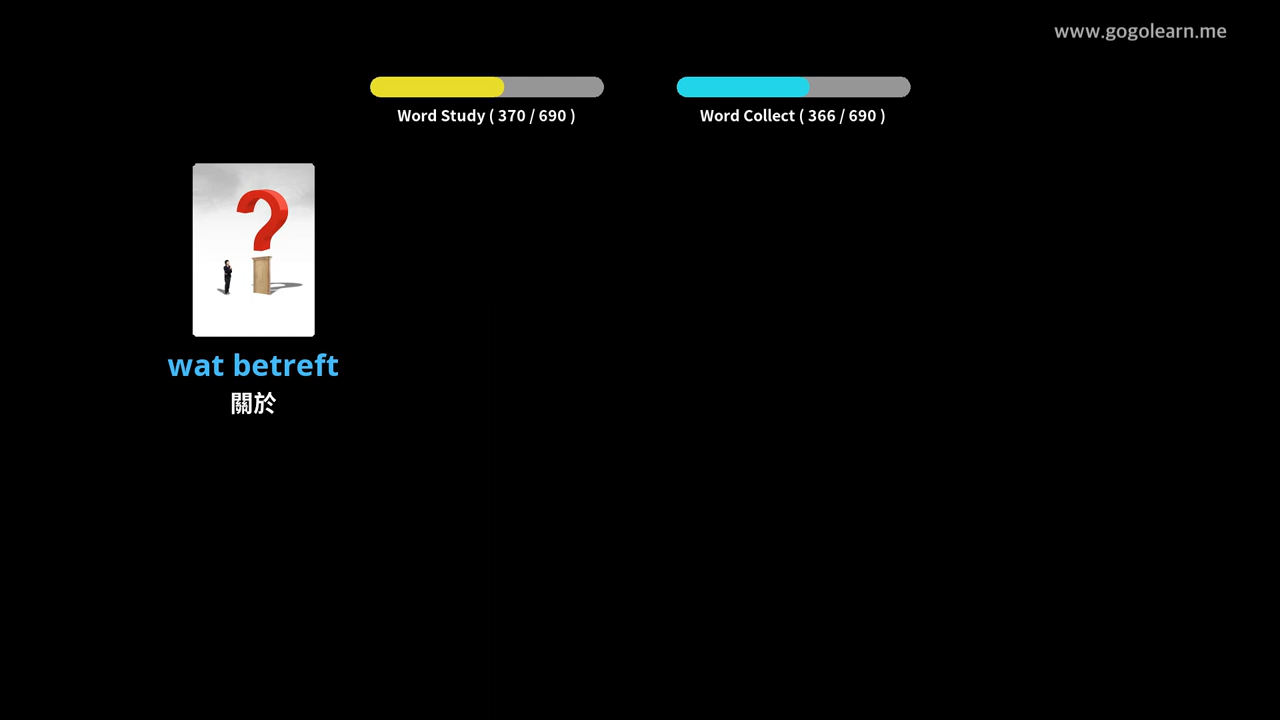 www.gogolearn.me
Word Study ( 370 / 690 )
Word Collect ( 366 / 690 )
wat betreft
關於